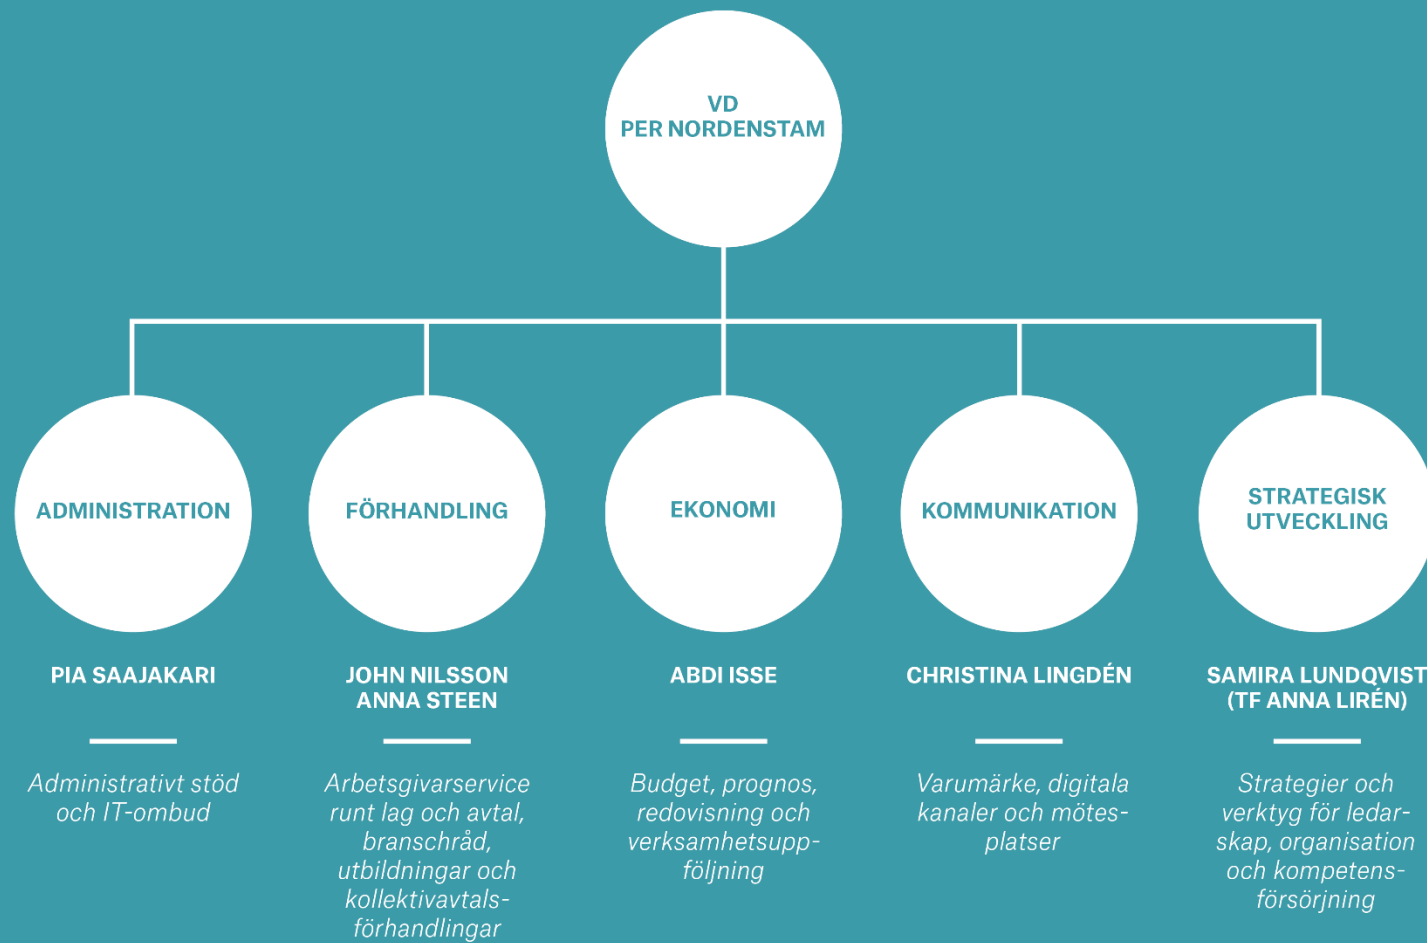 VD
PER NORDENSTAM
ADMINISTRATION
FÖRHANDLING
EKONOMI
KOMMUNIKATION
STRATEGISK
UTVECKLING
PIA SAAJAKARI
JOHN NILSSON
ANNA STEEN
ABDI ISSE
CHRISTINA LINGDÉN
SAMIRA LUNDQVIST
(TF ANNA LIRÉN)
Administrativt stöd
och IT-ombud
Arbetsgivarservice
runt lag och avtal,
branschråd,
utbildningar och
kollektivavtals-
förhandlingar
Budget, prognos,
redovisning och
verksamhetsupp-
följning
Varumärke, digitala
kanaler och mötes-
platser
Strategier och
verktyg för ledar-
skap, organisation
och kompetens-
försörjning